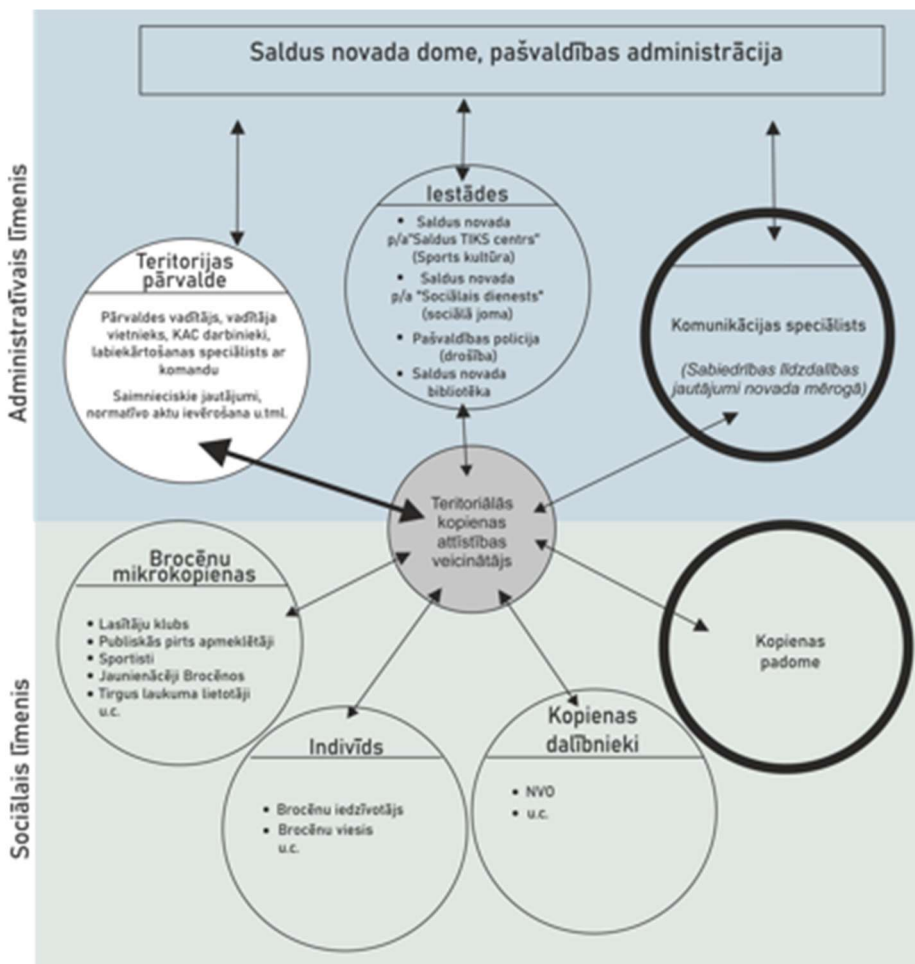 Saldus novada dome, pašvaldības administrācija
Administratīvais līmenis
Teritorijas
pārvalde
Pārvaldes vadītājs, vadītāja
vietnieks, KAC darbinieki,
labiekārtošanas speciālists ar
komandu
Saimnieciskie jautājumi,
normatīvo aktu ievērošana u.tml.
Iestādes
• Saldus novada
p/a"Saldus TIKS centrs"
(Sports kultūra)
• Saldus novada
p/a "Sociālais dienests"
(sociālā joma)
• Pašvaldības policija
(drošība)
• Saldus novada
bibliotēka
Komunikācijas speciālists
(Sabiedrības līdzdalības
jautājumi novada mērogā)
Teritoriālās
kopienas
attīstības
veicinātājs
Sociālais līmenis
Brocēnu
mikrokopienas
• Lasītāju klubs
• Publiskās pirts apmeklētāji
• Sportisti
• Jaunienācēji Brocēnos
• Tirgus laukuma lietotāji
u.c.
Indivīds
• Brocēnu iedzīvotājs
• Brocēnu viesis
u.c.
Kopienas
dalībnieki
• NVO
• u.c.
Kopienas
padome